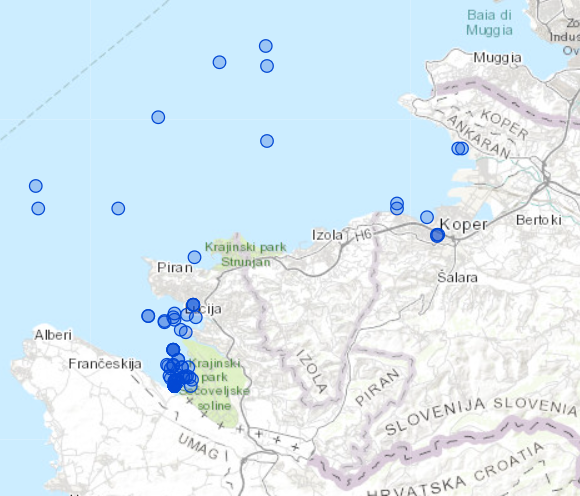 Baia di
Muggia
Indus
Muggia
KOPER
ANKARAN
Koper
Bertoki
Izola
H6
Krajinski park
Strunjan
Piran
Šalara
Alberi
Frančeskija
Krajinski
park
soline
IZOLA
PIRAN
SLOVENIJA SLOVENIA
UMAG
HRVATSKA CROATIA